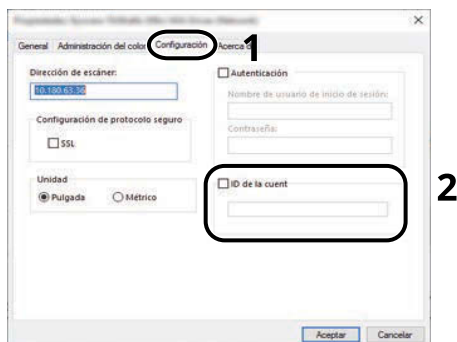 General Administración del color Configuración Acerca d
1
Dirección de escáner:
10.180.63.36
Configuración de protocolo seguro
SSL
Unidad
Pulgada Métrico
Autenticación
Nombre de usuario de inicio de sesión:
Contraseña:
ID de la cuent
2
Aceptar Cancelar